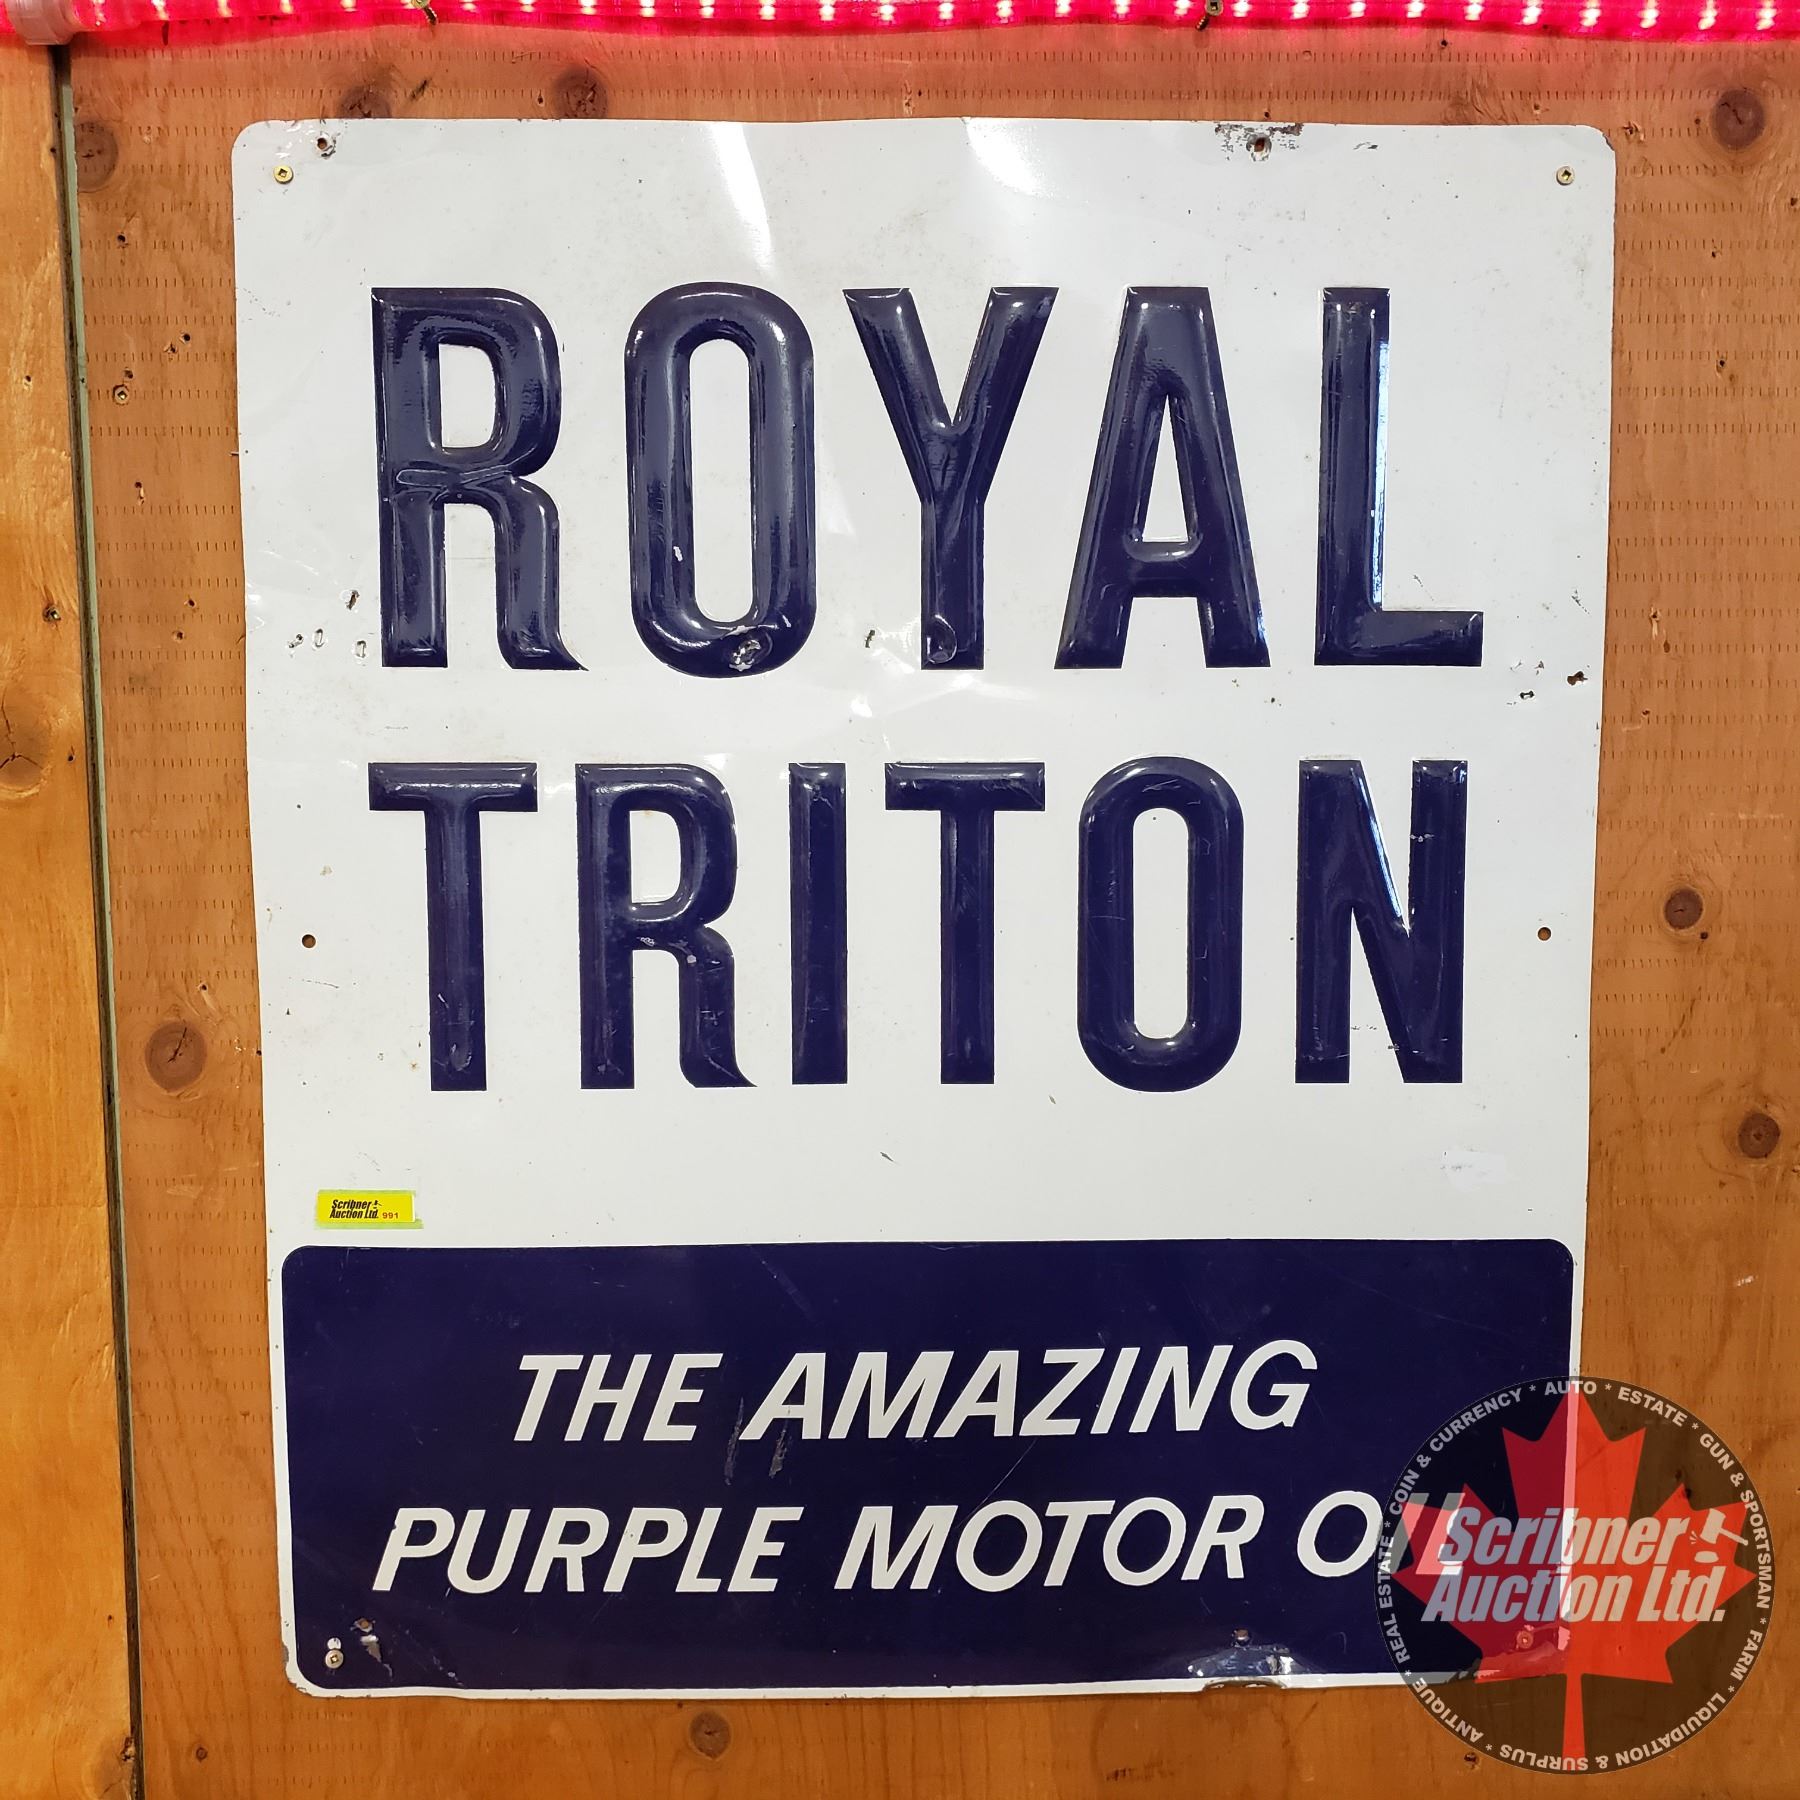 ROYAL
TRITON
Scribner
Auction Ltd. 991
THE AMAZING
PURPLE MOTOR OIL
Scribner
Auction Ltd.
* REAL ESTATE * COIN & CURRENCY * AUTO * ESTATE * GUN & SPORTSMAN * FARM * LIQUIDATION & SURPLUS * ANTIQUE